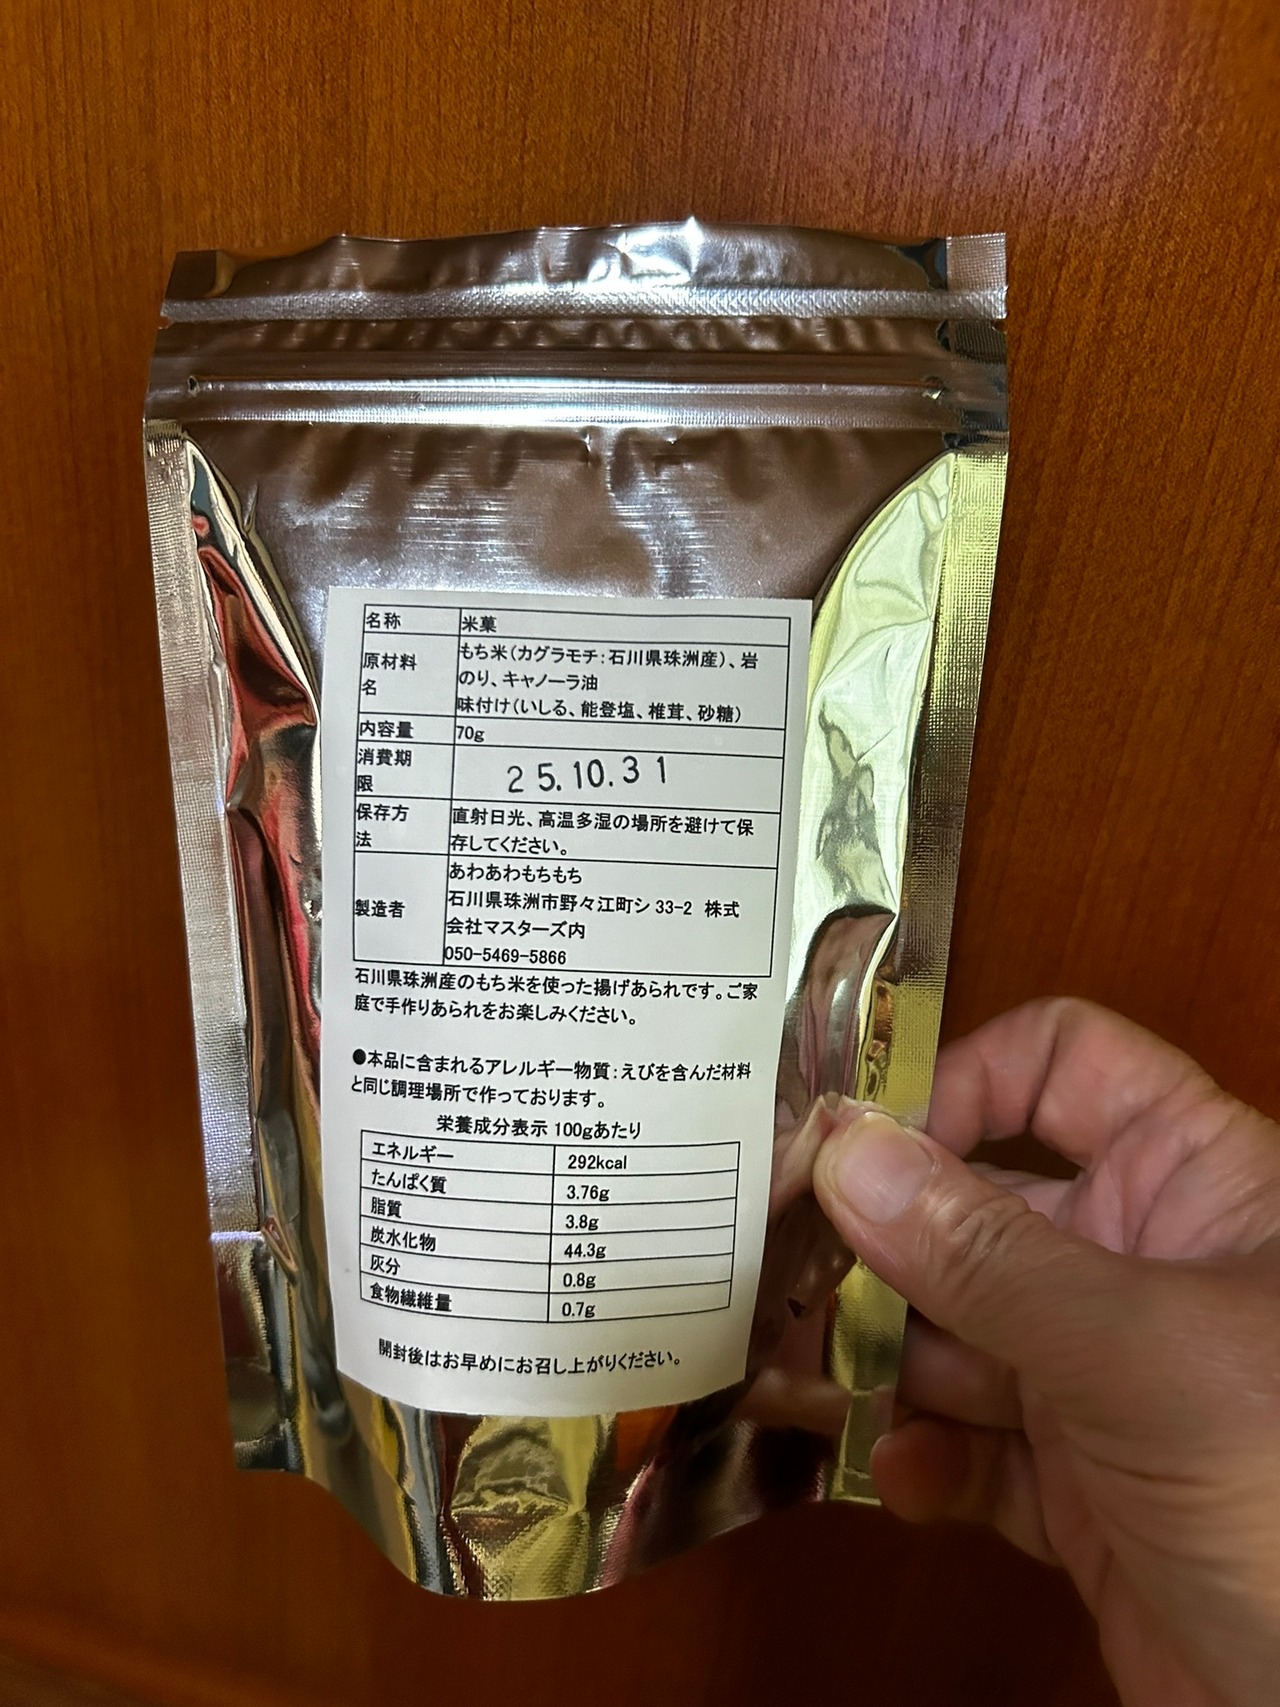 名称 米菓
原材料名 もち米（カグラモチ：石川県珠洲産）、岩
のり、キャノーラ油
味付け（いしる、能登塩、椎茸、砂糖）
内容量 70g
消費期限 25.10.31
保存方法 直射日光、高温多湿の場所を避けて保
存してください。
製造者 あわあわもちもち
石川県珠洲市野々江町シ 33-2 株式
会社マスターズ内
050-5469-5866
石川県珠洲産のもち米を使った揚げあられです。ご家
庭で手作りあられをお楽しみください。
●本品に含まれるアレルギー物質：えびを含んだ材料
と同じ調理場所で作っております。
栄養成分表示 100gあたり
エネルギー 292kcal
たんぱく質 3.76g
脂質 3.8g
炭水化物 44.3g
灰分 0.8g
食物繊維量 0.7g
開封後はお早めにお召し上がりください。